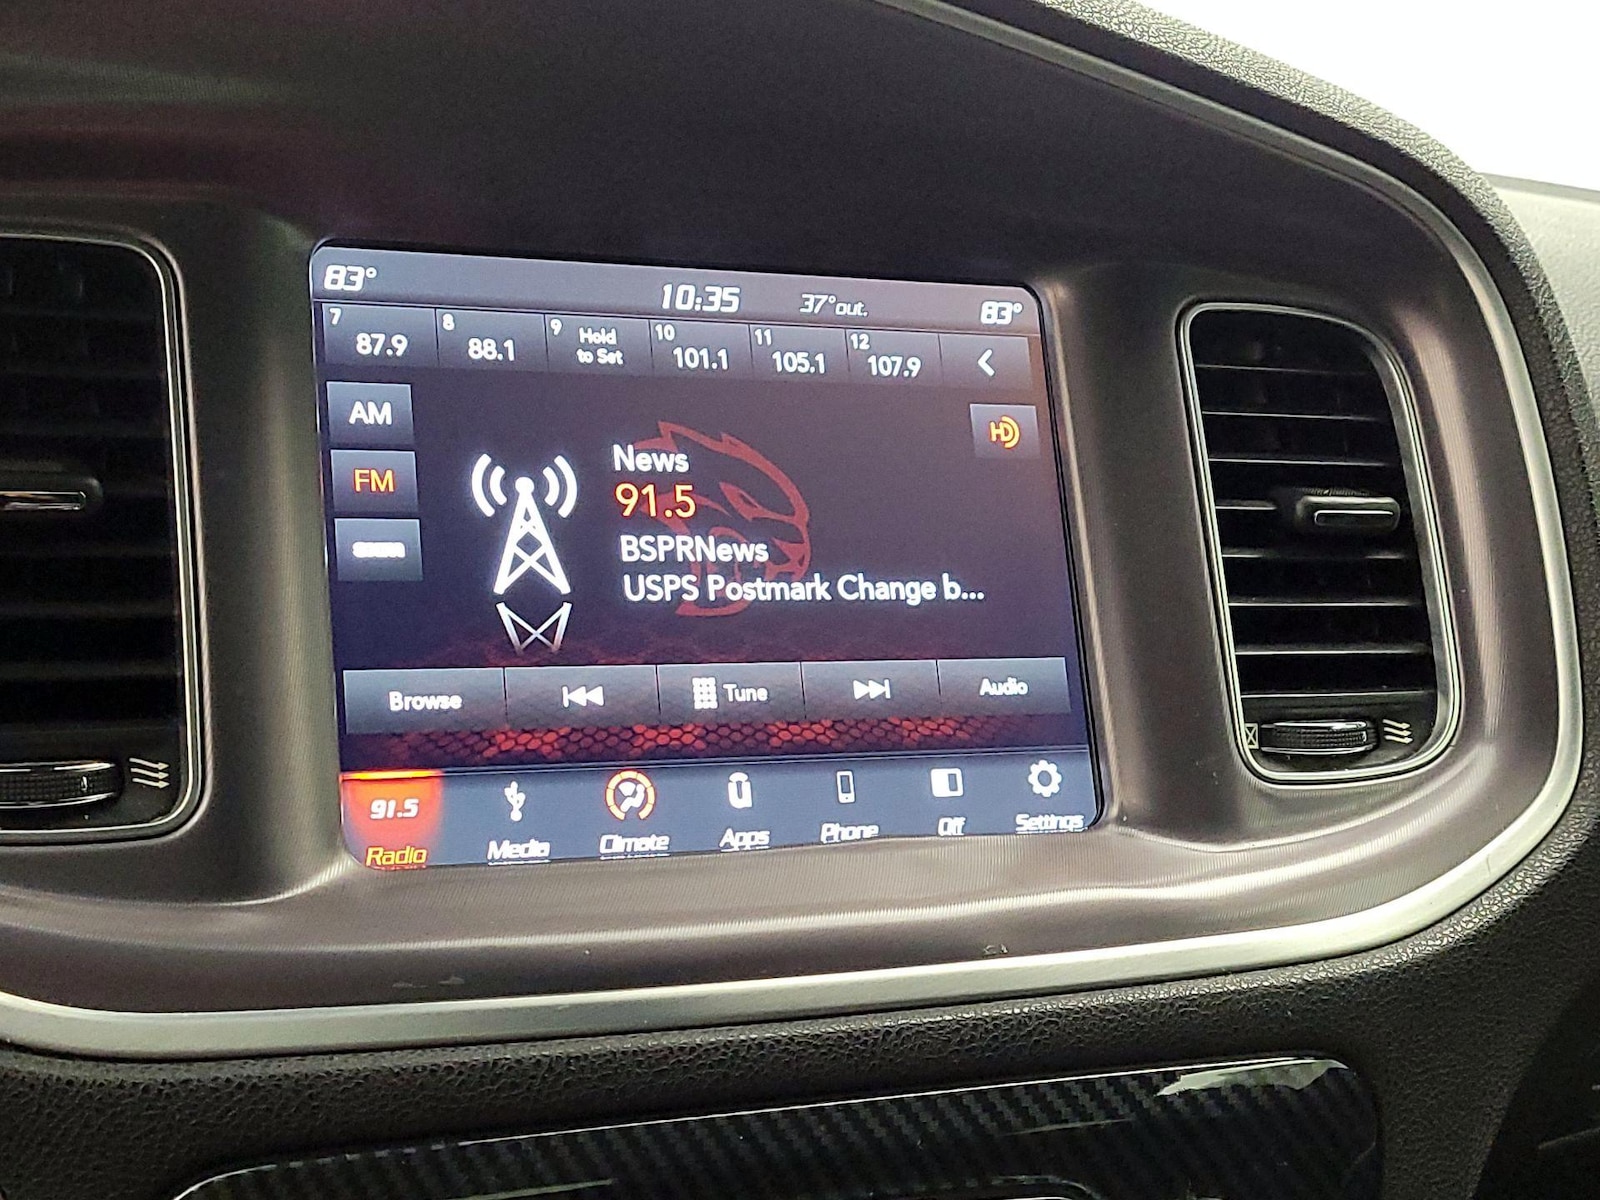 83°
10:35
37°out.
83°
7
87.9
8
88.1
9
Hold
to Set
10
101.1
11
105.1
12
107.9
AM
FM
HD
News
91.5
BSPRNews
USPS Postmark Change b...
Browse
Tune
Audio
91.5
Radio
Media
Climate
Apps
Phone
Off
Settings